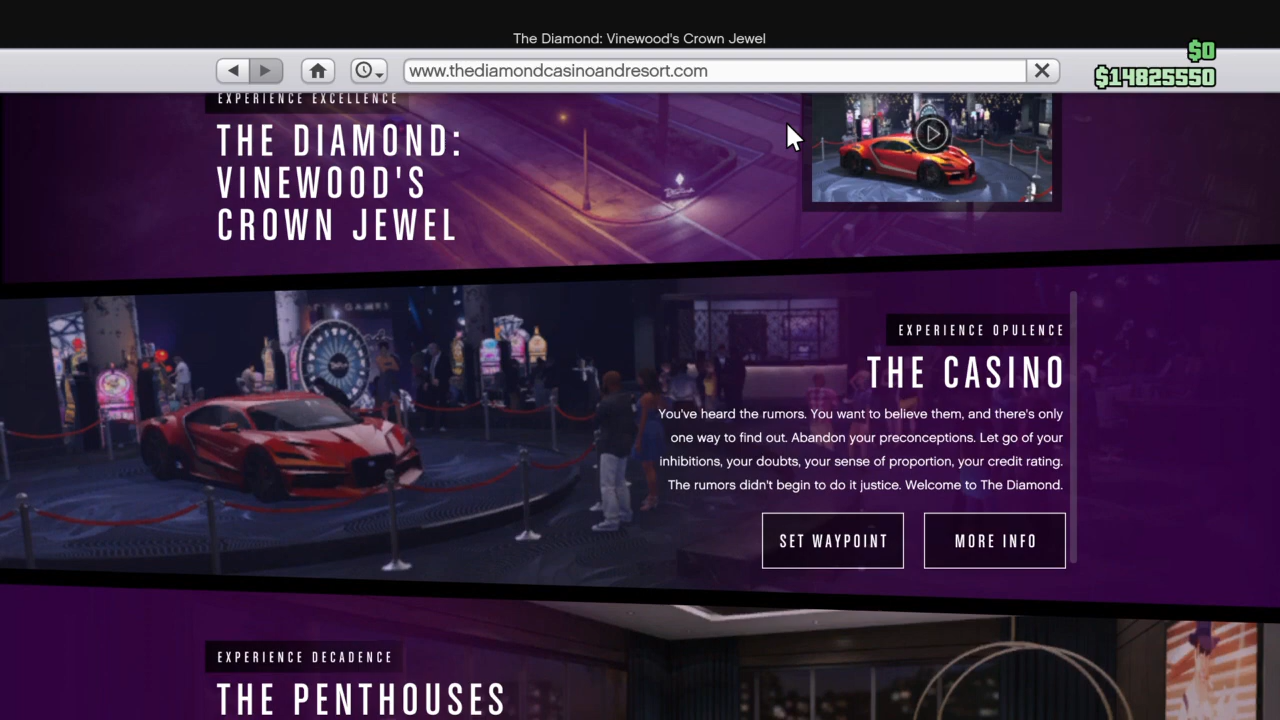 The Diamond: Vinewood's Crown Jewel
$0
www.thediamondcasinoandresort.com
$14825550
EXPERIENCE EXCELLENCE
THE DIAMOND:
VINEWOOD'S
CROWN JEWEL
EXPERIENCE OPULENCE
THE CASINO
You've heard the rumors. You want to believe them, and there's only
one way to find out. Abandon your preconceptions. Let go of your
inhibitions, your doubts, your sense of proportion, your credit rating.
The rumors didn't begin to do it justice. Welcome to The Diamond.
SET WAYPOINT
MORE INFO
EXPERIENCE DECADENCE
THE PENTHOUSES